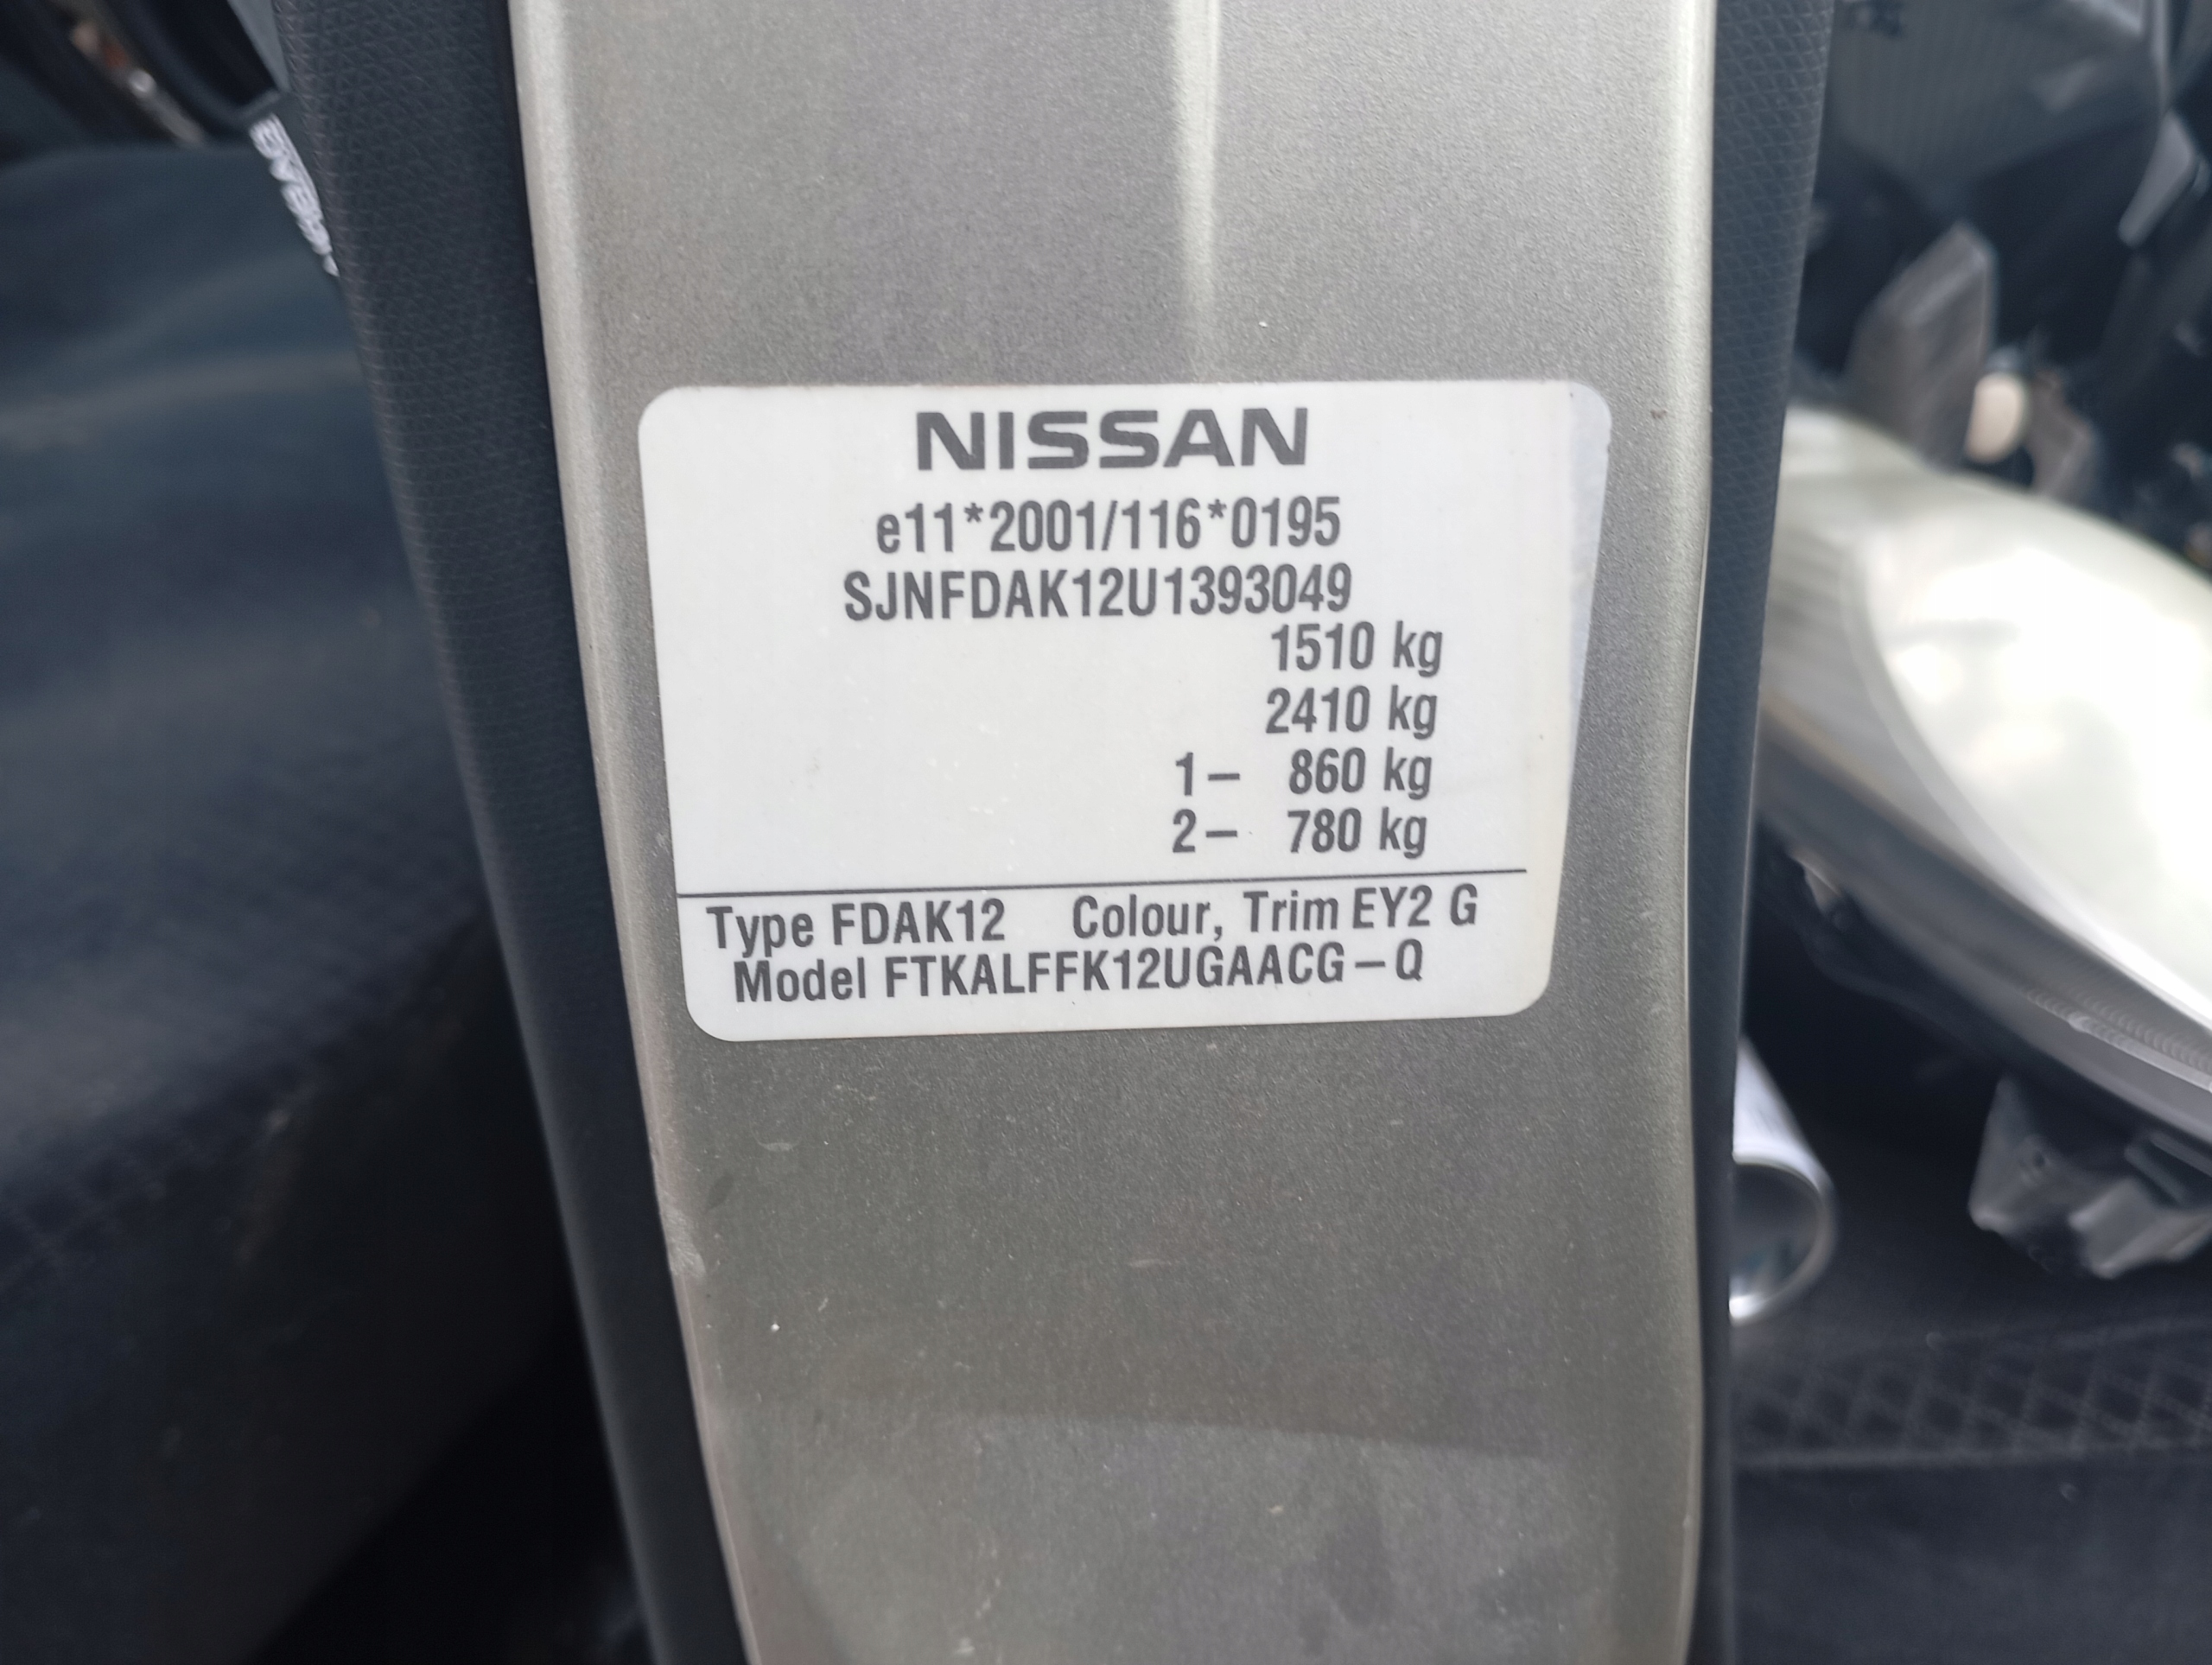 NISSAN
e11*2001/116*0195
SJNFDAK12U1393049
1510 kg
2410 kg
1– 860 kg
2– 780 kg
Type FDAK12 Colour, Trim EY2 G
Model FTKALFFK12UGAACG–Q